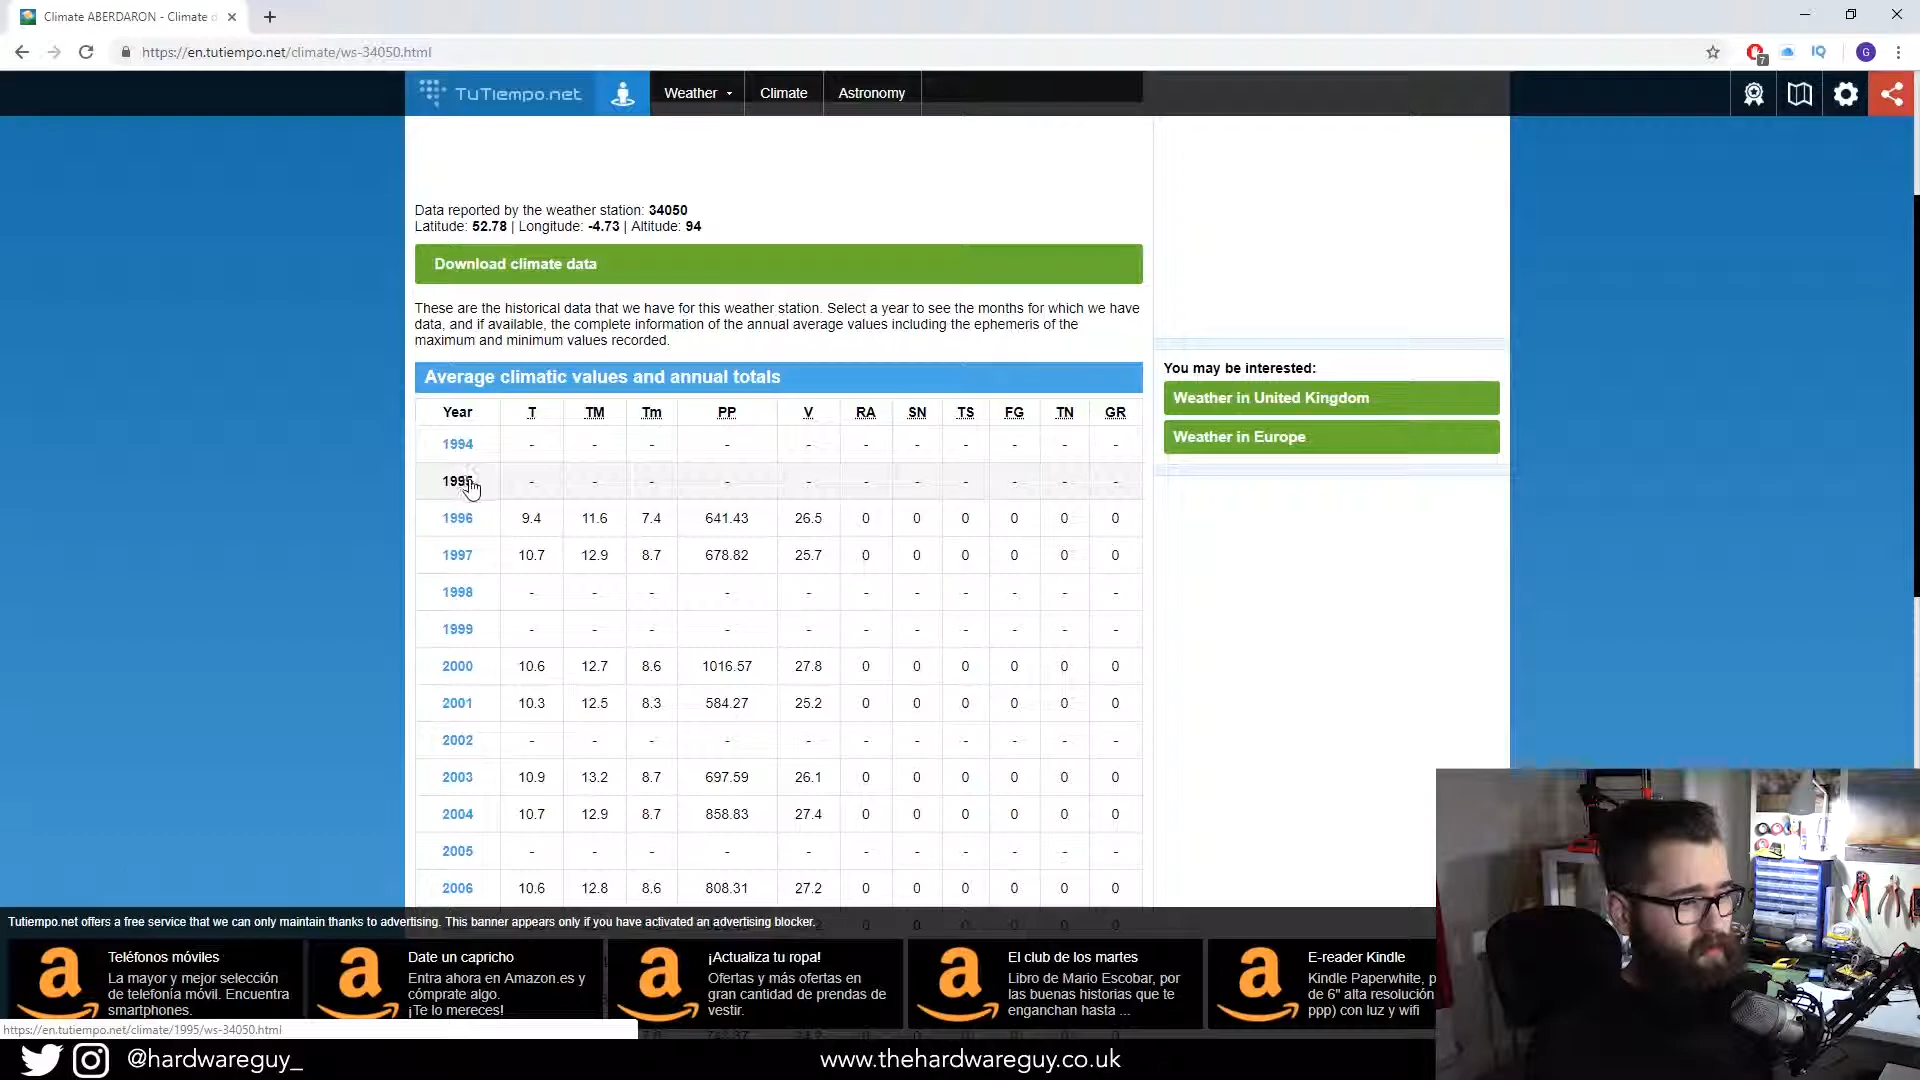 Climate ABERDARON - Climate d
https://en.tutiempo.net/climate/ws-34050.html
7
IQ
G
TuTiempo.net
Weather
Climate
Astronomy
Data reported by the weather station: 34050
Latitude: 52.78 | Longitude: -4.73 | Altitude: 94
Download climate data
These are the historical data that we have for this weather station. Select a year to see the months for which we have
data, and if available, the complete information of the annual average values including the ephemeris of the
maximum and minimum values recorded.
Average climatic values and annual totals
Year T TM Tm PP V RA SN TS FG TN GR
1994 - - - - - - - - - - -
1995 - - - - - - - - - - -
1996 9.4 11.6 7.4 641.43 26.5 0 0 0 0 0 0
1997 10.7 12.9 8.7 678.82 25.7 0 0 0 0 0 0
1998 - - - - - - - - - - -
1999 - - - - - - - - - - -
2000 10.6 12.7 8.6 1016.57 27.8 0 0 0 0 0 0
2001 10.3 12.5 8.3 584.27 25.2 0 0 0 0 0 0
2002 - - - - - - - - - - -
2003 10.9 13.2 8.7 697.59 26.1 0 0 0 0 0 0
2004 10.7 12.9 8.7 858.83 27.4 0 0 0 0 0 0
2005 - - - - - - - - - - -
2006 10.6 12.8 8.6 808.31 27.2 0 0 0 0 0 0
You may be interested:
Weather in United Kingdom
Weather in Europe
Tutiempo.net offers a free service that we can only maintain thanks to advertising. This banner appears only if you have activated an advertising blocker.
Teléfonos móviles
La mayor y mejor selección
de telefonía móvil. Encuentra
smartphones.
Date un capricho
Entra ahora en Amazon.es y
cómprate algo.
¡Te lo mereces!
¡Actualiza tu ropa!
Ofertas y más ofertas en
gran cantidad de prendas de
vestir.
El club de los martes
Libro de Mario Escobar, por
las buenas historias que te
enganchan hasta ...
E-reader Kindle
Kindle Paperwhite, p
de 6" alta resolución
ppp) con luz y wifi
https://en.tutiempo.net/climate/1995/ws-34050.html
@hardwareguy_
www.thehardwareguy.co.uk